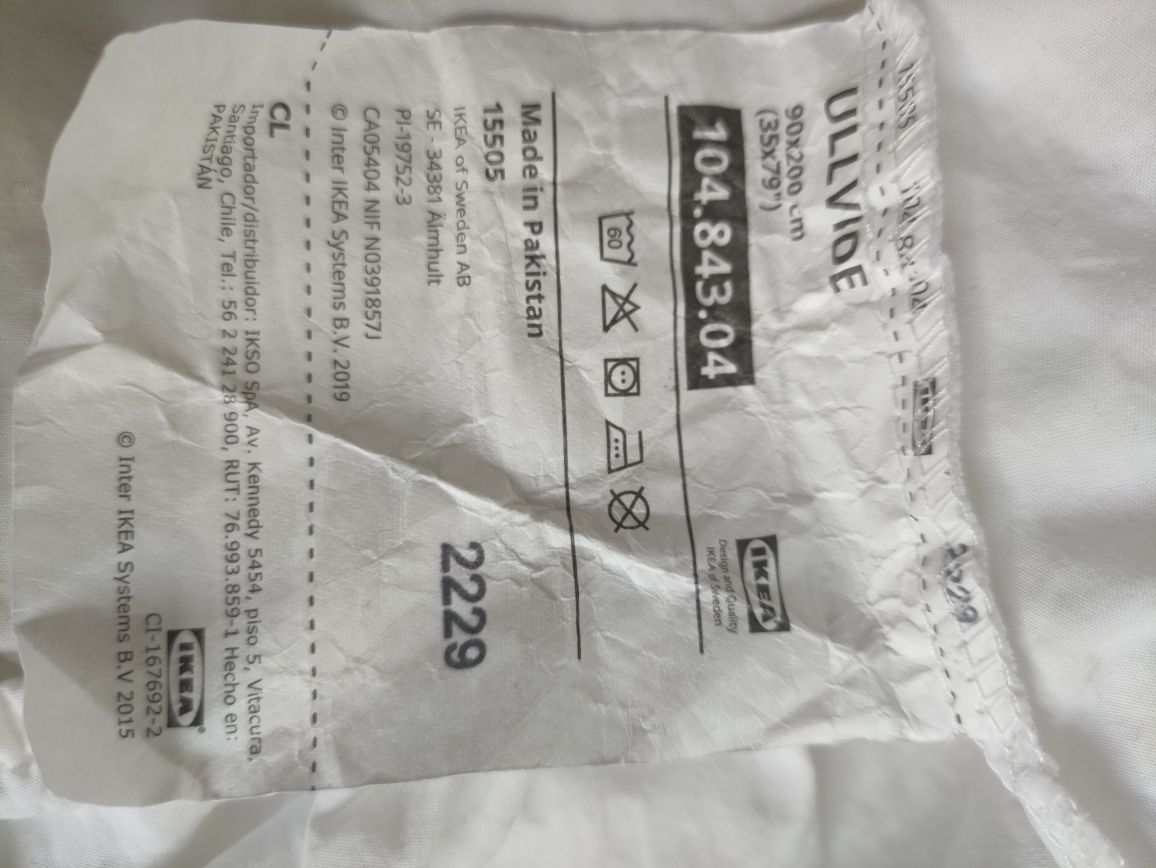 ULLVIDE
90x200 cm
(35x79")
104.843.04
IKEA
Design and Quality
IKEA of Sweden
60
Made in Pakistan
15505
IKEA of Sweden AB
SE - 34381 Älmhult
PI-19752-3
CA05404 NIF N0391857J
© Inter IKEA Systems B.V. 2019
2229
CL
Importador/distribuidor: IKSO SpA, Av. Kennedy 5454, piso 5, Vitacura,
Santiago, Chile, Tel.: 56 2 241 28 900, RUT: 76.993.859-1 Hecho en:
PAKISTÁN
IKEA®
CI-167692-2
© Inter IKEA Systems B.V 2015
IKEA